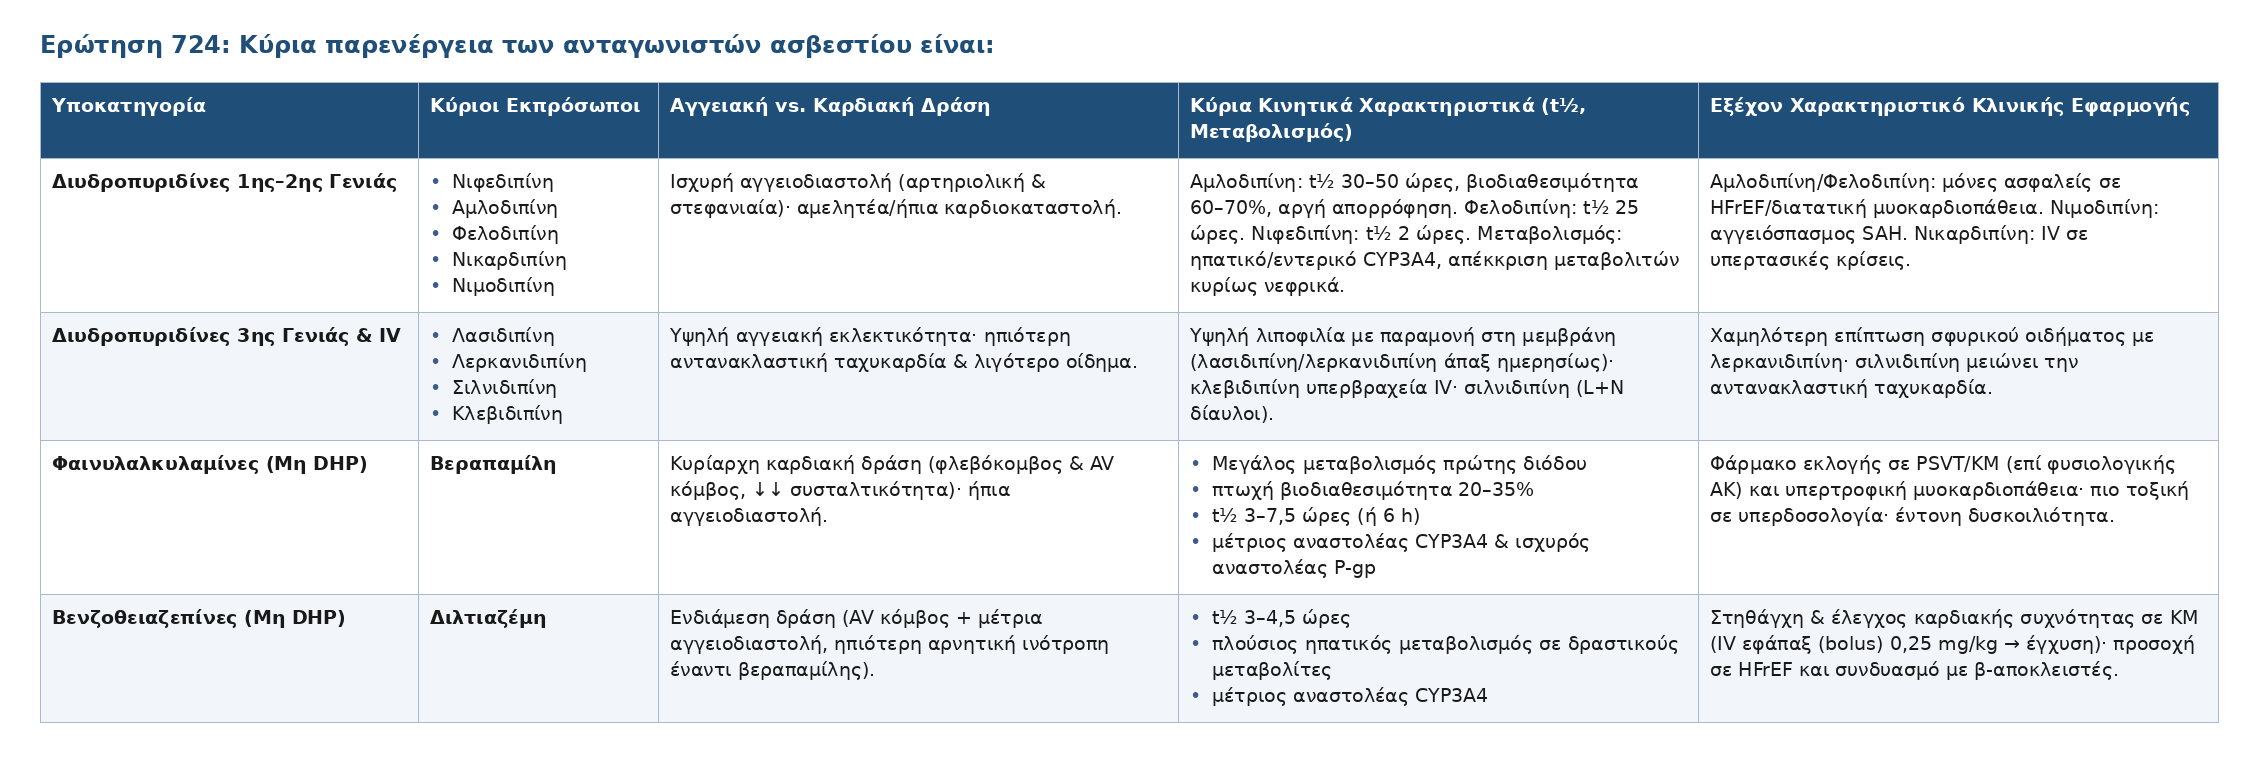 Ερώτηση 724: Κύρια παρενέργεια των ανταγωνιστών ασβεστίου είναι:
Υποκατηγορία
Κύριοι Εκπρόσωποι
Αγγειακή vs. Καρδιακή Δράση
Κύρια Κινητικά Χαρακτηριστικά (t½,
Μεταβολισμός)
Εξέχον Χαρακτηριστικό Κλινικής Εφαρμογής
Διυδροπυριδίνες 1ης–2ης Γενιάς
• Νιφεδιπίνη
• Αμλοδιπίνη
• Φελοδιπίνη
• Νικαρδιπίνη
• Νιμοδιπίνη
Ισχυρή αγγειοδιαστολή (αρτηριολική &
στεφανιαία)· αμελητέα/ήπια καρδιοκαταστολή.
Αμλοδιπίνη: t½ 30–50 ώρες, βιοδιαθεσιμότητα
60–70%, αργή απορρόφηση. Φελοδιπίνη: t½ 25
ώρες. Νιφεδιπίνη: t½ 2 ώρες. Μεταβολισμός:
ηπατικό/εντερικό CYP3A4, απέκκριση μεταβολιτών
κυρίως νεφρικά.
Αμλοδιπίνη/Φελοδιπίνη: μόνες ασφαλείς σε
HFrEF/διατατική μυοκαρδιοπάθεια. Νιμοδιπίνη:
αγγειόσπασμος SAH. Νικαρδιπίνη: IV σε
υπερτασικές κρίσεις.
Διυδροπυριδίνες 3ης Γενιάς & IV
• Λασιδιπίνη
• Λερκανιδιπίνη
• Σιλνιδιπίνη
• Κλεβιδιπίνη
Υψηλή αγγειακή εκλεκτικότητα· ηπιότερη
αντανακλαστική ταχυκαρδία & λιγότερο οίδημα.
Υψηλή λιποφιλία με παραμονή στη μεμβράνη
(λασιδιπίνη/λερκανιδιπίνη άπαξ ημερησίως)·
κλεβιδιπίνη υπερβραχεία IV· σιλνιδιπίνη (L+N
δίαυλοι).
Χαμηλότερη επίπτωση σφυρικού οιδήματος με
λερκανιδιπίνη· σιλνιδιπίνη μειώνει την
αντανακλαστική ταχυκαρδία.
Φαινυλαλκυλαμίνες (Μη DHP)
Βεραπαμίλη
Κυρίαρχη καρδιακή δράση (φλεβόκομβος & AV
κόμβος, ↓↓ συσταλτικότητα)· ήπια
αγγειοδιαστολή.
• Μεγάλος μεταβολισμός πρώτης διόδου
• πτωχή βιοδιαθεσιμότητα 20–35%
• t½ 3–7,5 ώρες (ή 6 h)
• μέτριος αναστολέας CYP3A4 & ισχυρός
αναστολέας P-gp
Φάρμακο εκλογής σε PSVT/ΚΜ (επί φυσιολογικής
ΑΚ) και υπερτροφική μυοκαρδιοπάθεια· πιο τοξική
σε υπερδοσολογία· έντονη δυσκοιλιότητα.
Βενζοθειαζεπίνες (Μη DHP)
Διλτιαζέμη
Ενδιάμεση δράση (AV κόμβος + μέτρια
αγγειοδιαστολή, ηπιότερη αρνητική ινότροπη
έναντι βεραπαμίλης).
• t½ 3–4,5 ώρες
• πλούσιος ηπατικός μεταβολισμός σε δραστικούς
μεταβολίτες
• μέτριος αναστολέας CYP3A4
Στηθάγχη & έλεγχος καρδιακής συχνότητας σε ΚΜ
(IV εφάπαξ (bolus) 0,25 mg/kg → έγχυση)· προσοχή
σε HFrEF και συνδυασμό με β-αποκλειστές.